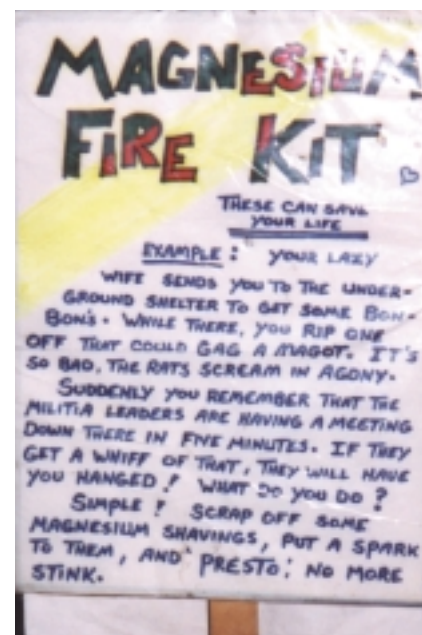 MAGNESIUM
FIRE KIT
THESE CAN SAVE
YOUR LIFE
EXAMPLE: YOUR LAZY
WIFE SENDS YOU TO THE UNDER-
GROUND SHELTER TO GET SOME BON-
BON'S. WHILE THERE, YOU RIP ONE
OFF THAT COULD GAG A MAGOT. IT'S
SO BAD, THE RATS SCREAM IN AGONY.
SUDDENLY YOU REMEMBER THAT THE
MILITIA LEADERS ARE HAVING A MEETING
DOWN THERE IN FIVE MINUTES. IF THEY
GET A WHIFF OF THAT, THEY WILL HAVE
YOU HANGED! WHAT DO YOU DO?
SIMPLE! SCRAP OFF SOME
MAGNESIUM SHAVINGS, PUT A SPARK
TO THEM, AND PRESTO: NO MORE
STINK.